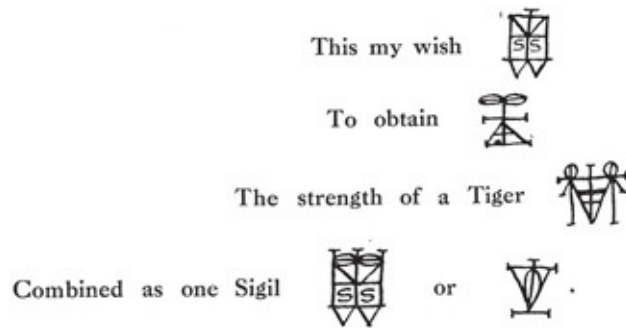 This my wish
To obtain
The strength of a Tiger
Combined as one Sigil or .